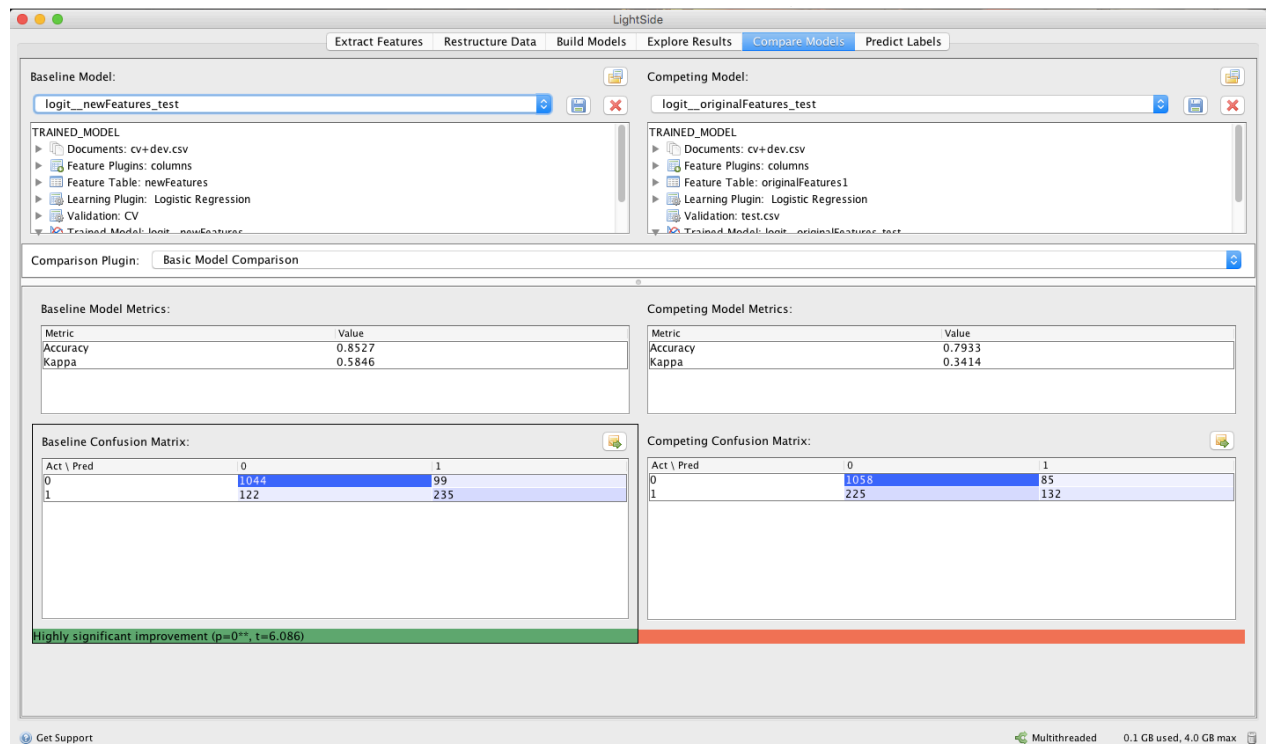 LightSide
Extract Features Restructure Data Build Models Explore Results Compare Models Predict Labels
Baseline Model:
logit__newFeatures_test
TRAINED_MODEL
Documents: cv+dev.csv
Feature Plugins: columns
Feature Table: newFeatures
Learning Plugin: Logistic Regression
Validation: CV
Trained Model: logit__newFeatures
Competing Model:
logit__originalFeatures_test
TRAINED_MODEL
Documents: cv+dev.csv
Feature Plugins: columns
Feature Table: originalFeatures1
Learning Plugin: Logistic Regression
Validation: test.csv
Trained Model: logit__originalFeatures_test
Comparison Plugin: Basic Model Comparison
Baseline Model Metrics:
Metric Value
Accuracy 0.8527
Kappa 0.5846
Competing Model Metrics:
Metric Value
Accuracy 0.7933
Kappa 0.3414
Baseline Confusion Matrix:
Act \ Pred 0 1
0 1044 99
1 122 235
Competing Confusion Matrix:
Act \ Pred 0 1
0 1058 85
1 225 132
Highly significant improvement (p=0**, t=6.086)
Get Support
Multithreaded 0.1 GB used, 4.0 GB max